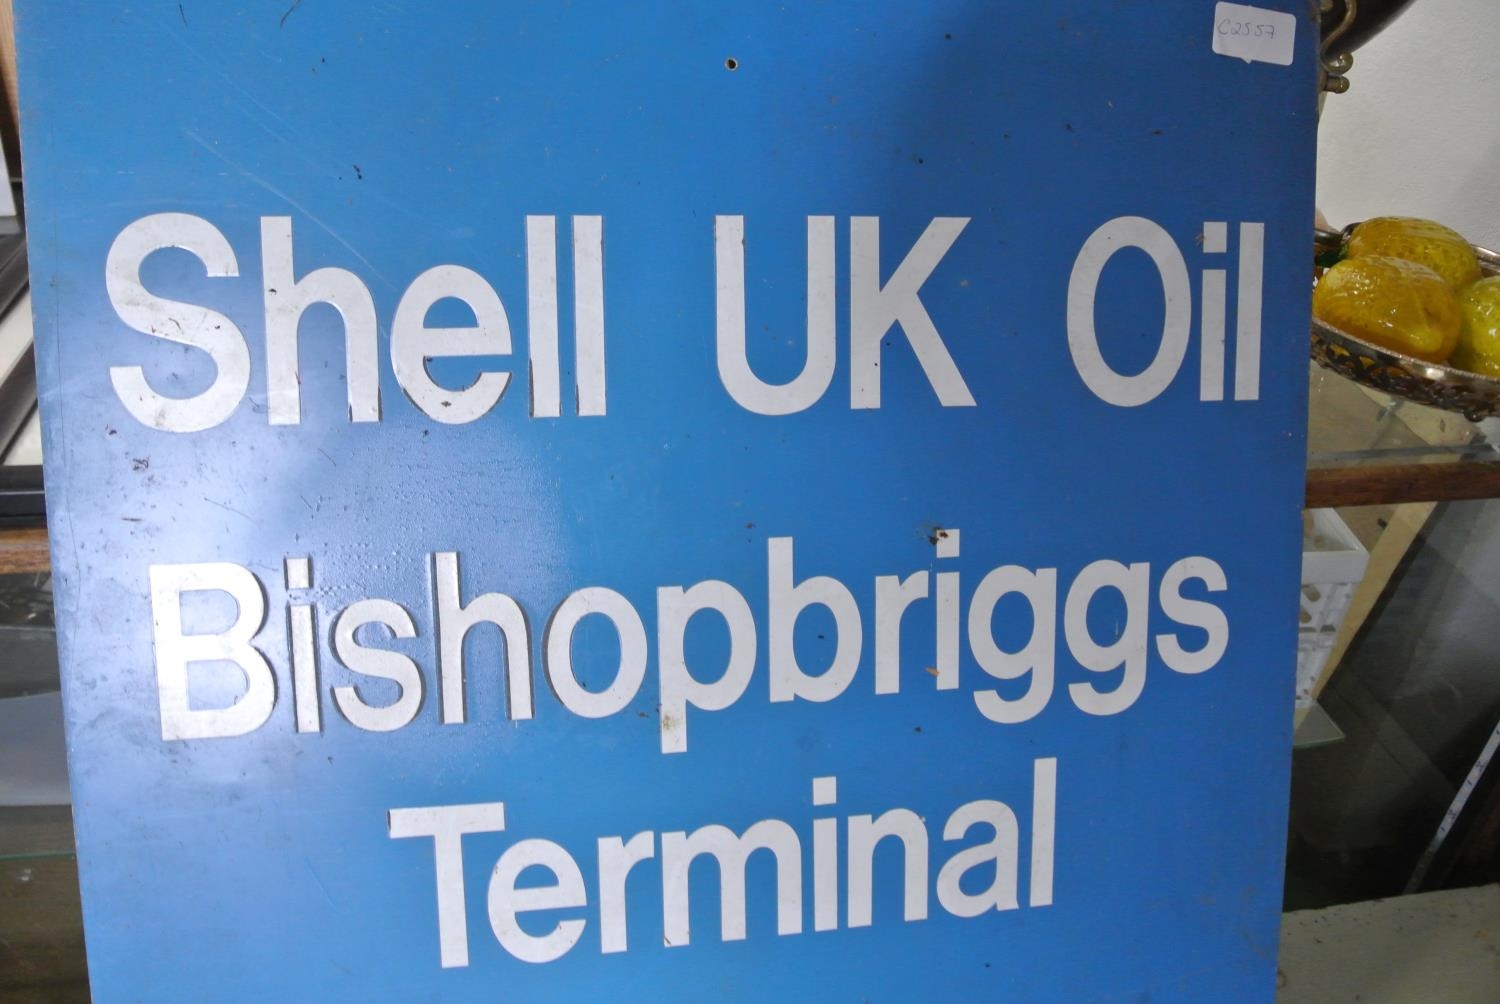 C2557
Shell UK Oil
Bishopbriggs
Terminal